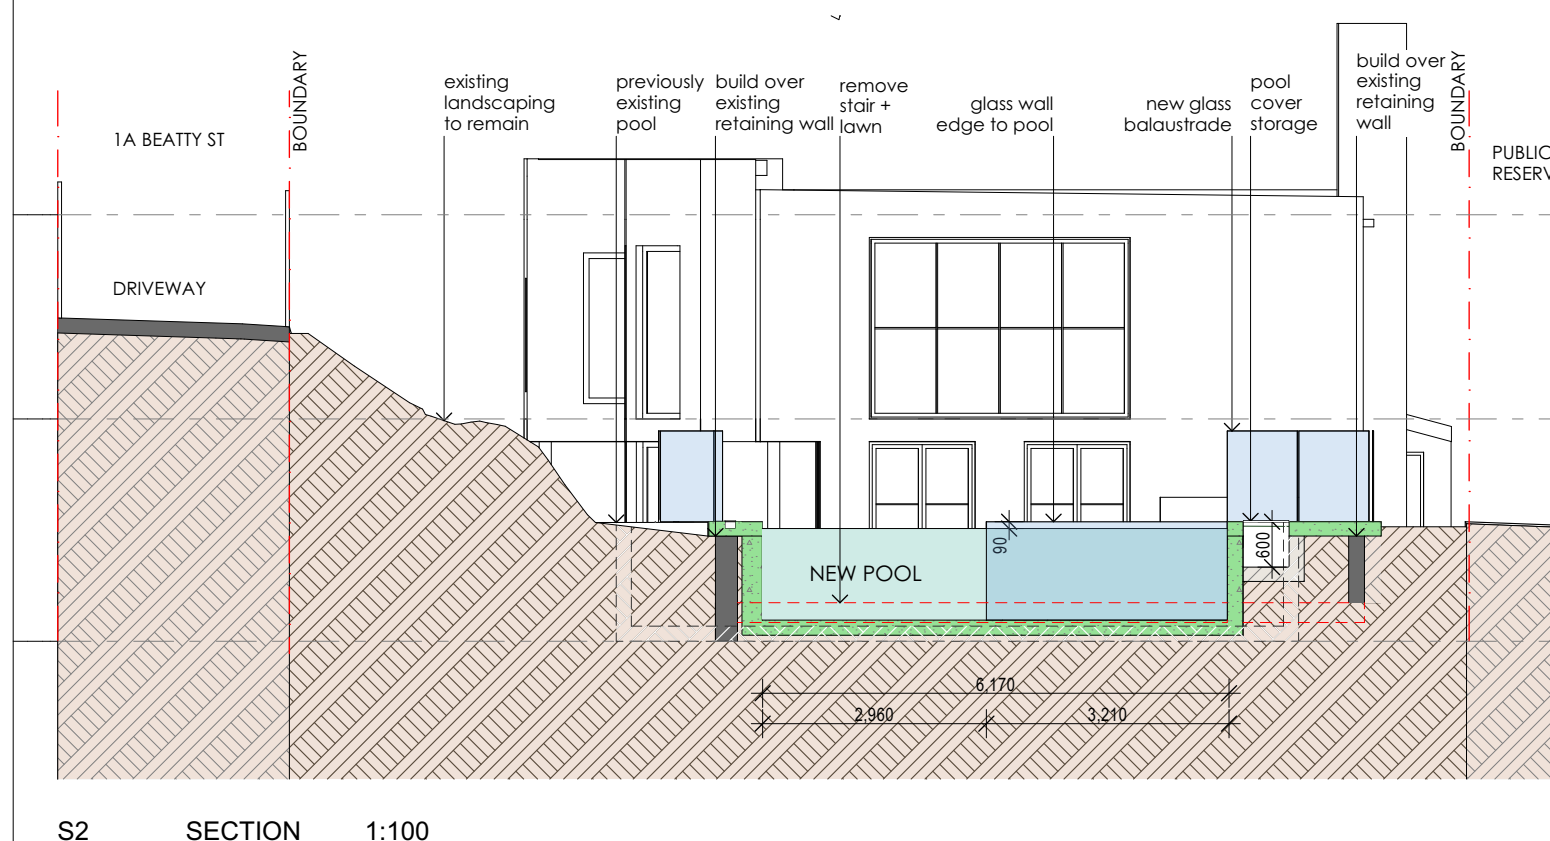 existing
landscaping
to remain
previously
existing
pool
build over
existing
retaining wall
remove
stair +
lawn
glass wall
edge to pool
new glass
balaustrade
pool
cover
storage
build over
existing
retaining
wall
BOUNDARY
BOUNDARY
1A BEATTY ST
PUBLIC
RESERV
DRIVEWAY
90
600
NEW POOL
6,170
2,960
3,210
S2 SECTION 1:100